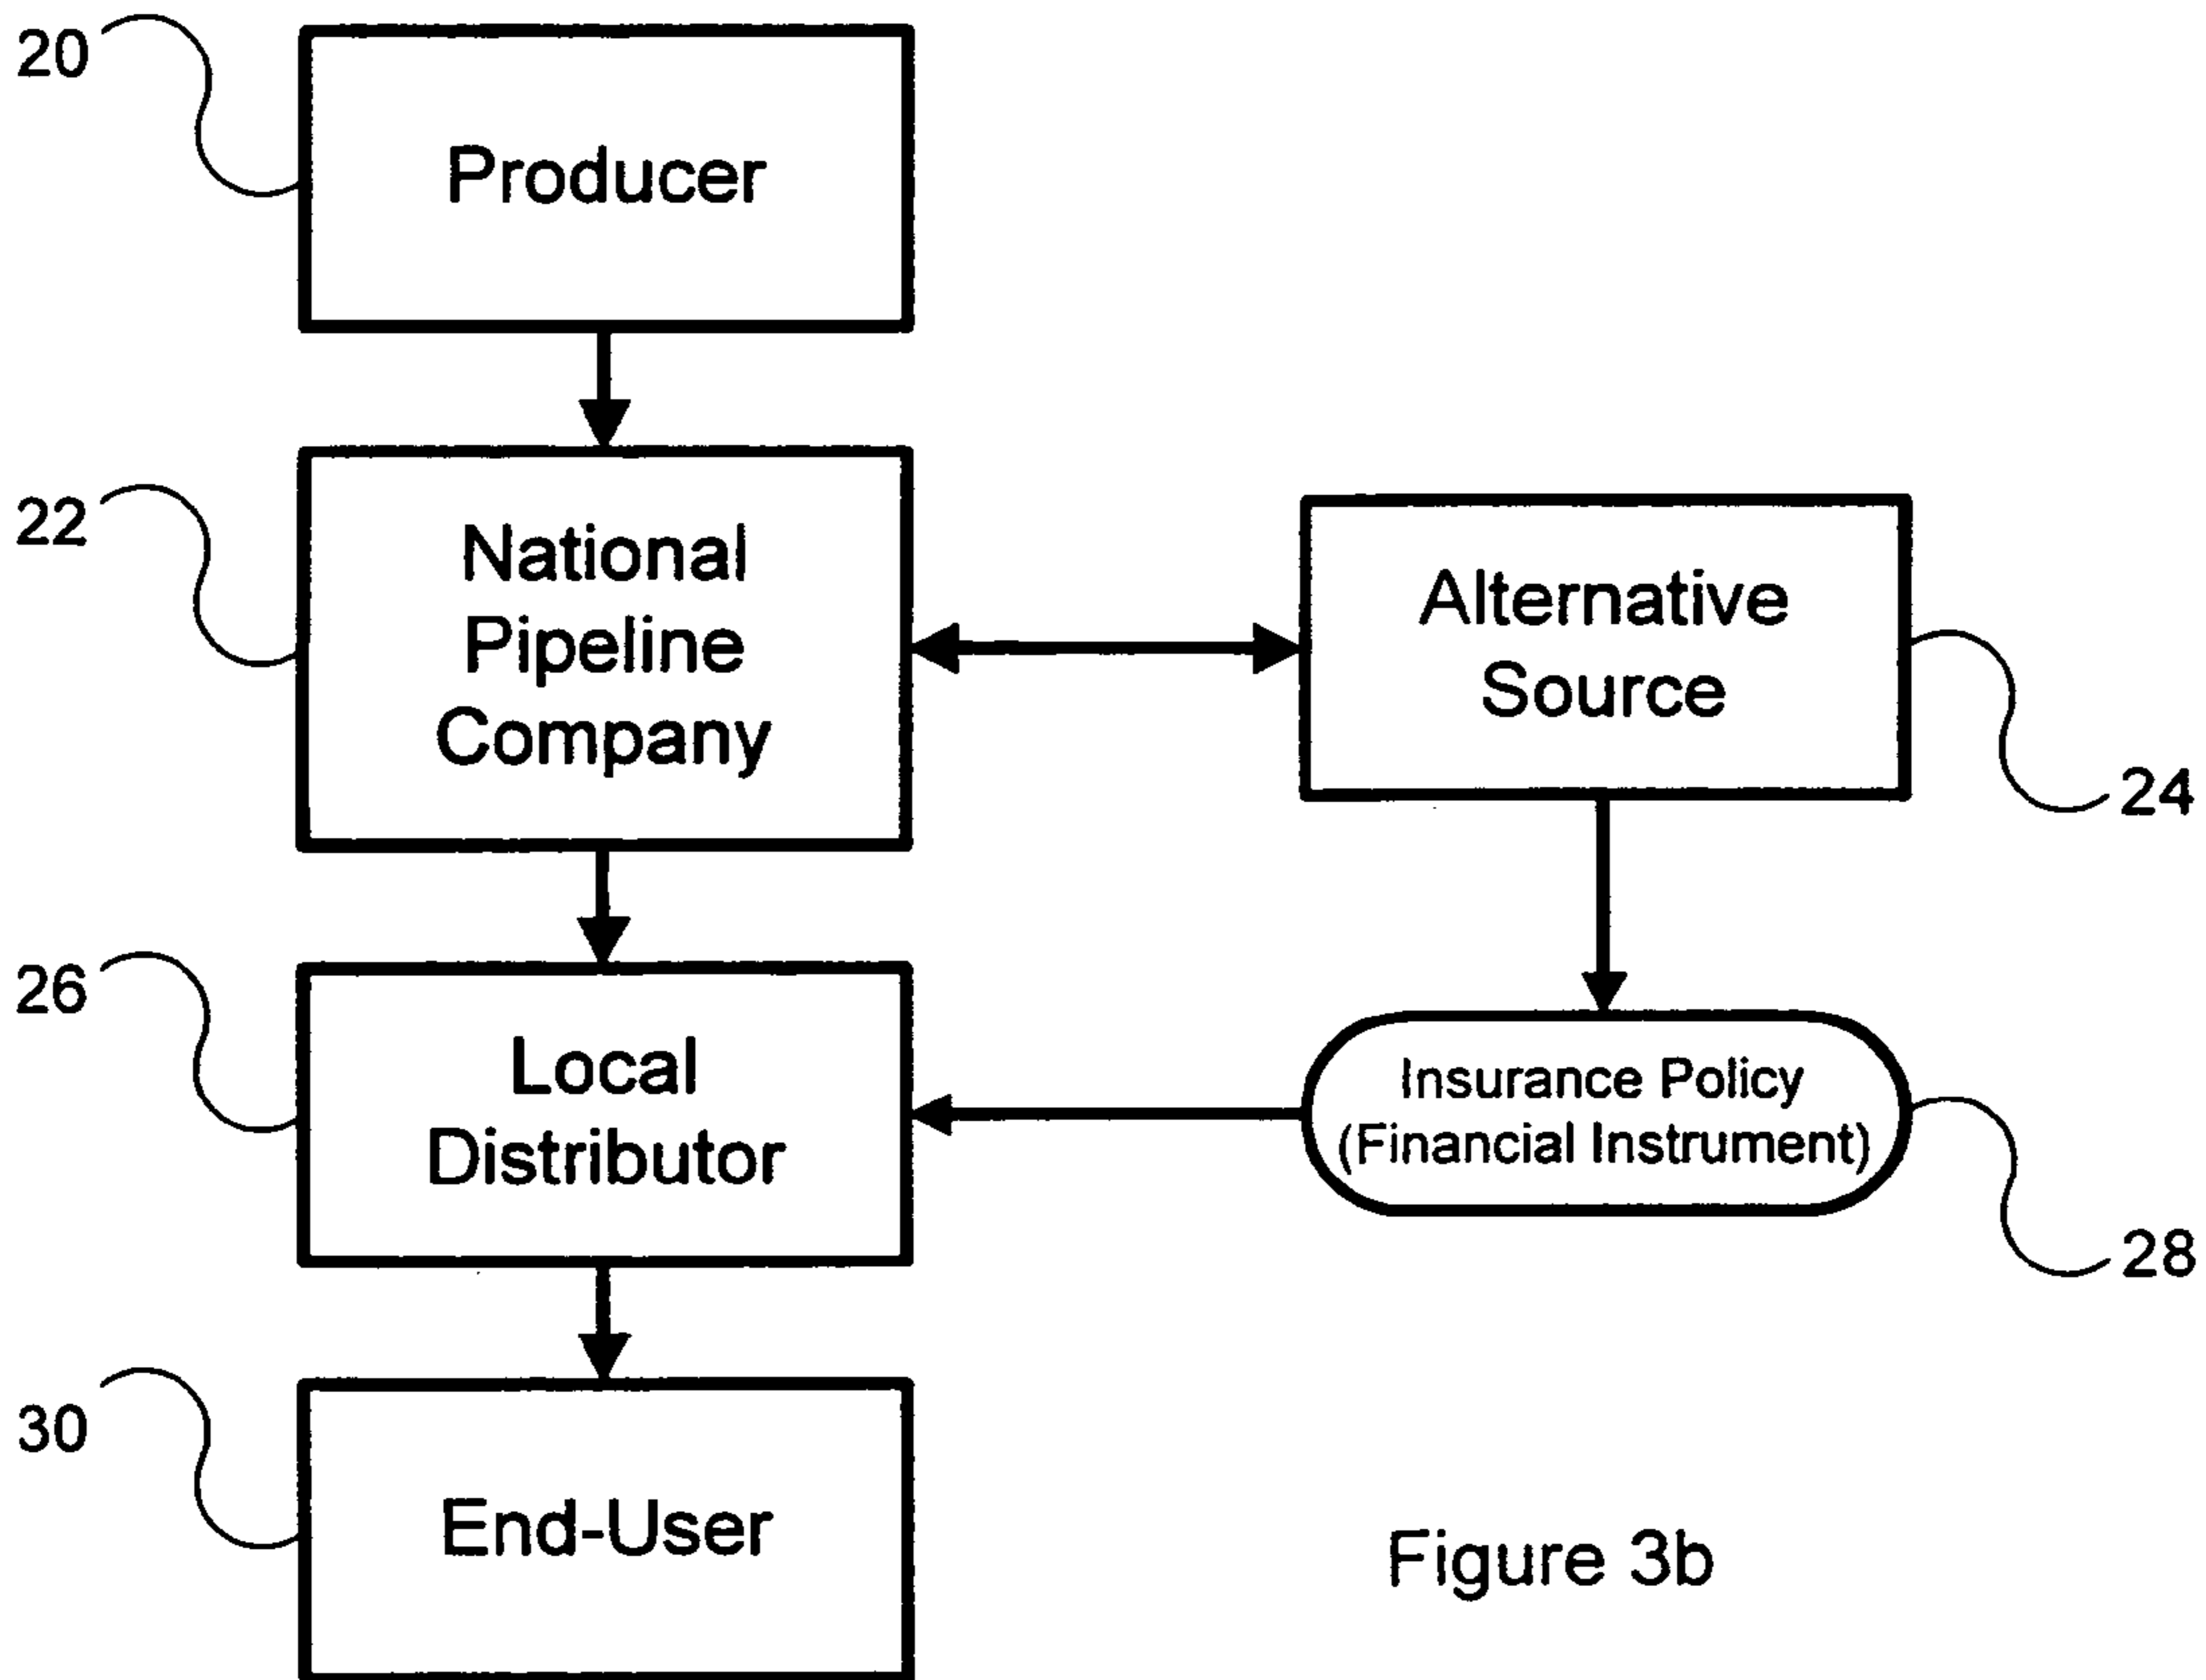 20
Producer
22
National
Pipeline
Company
Alternative
Source
24
26
Local
Distributor
Insurance Policy
(Financial Instrument)
28
30
End-User
Figure 3b